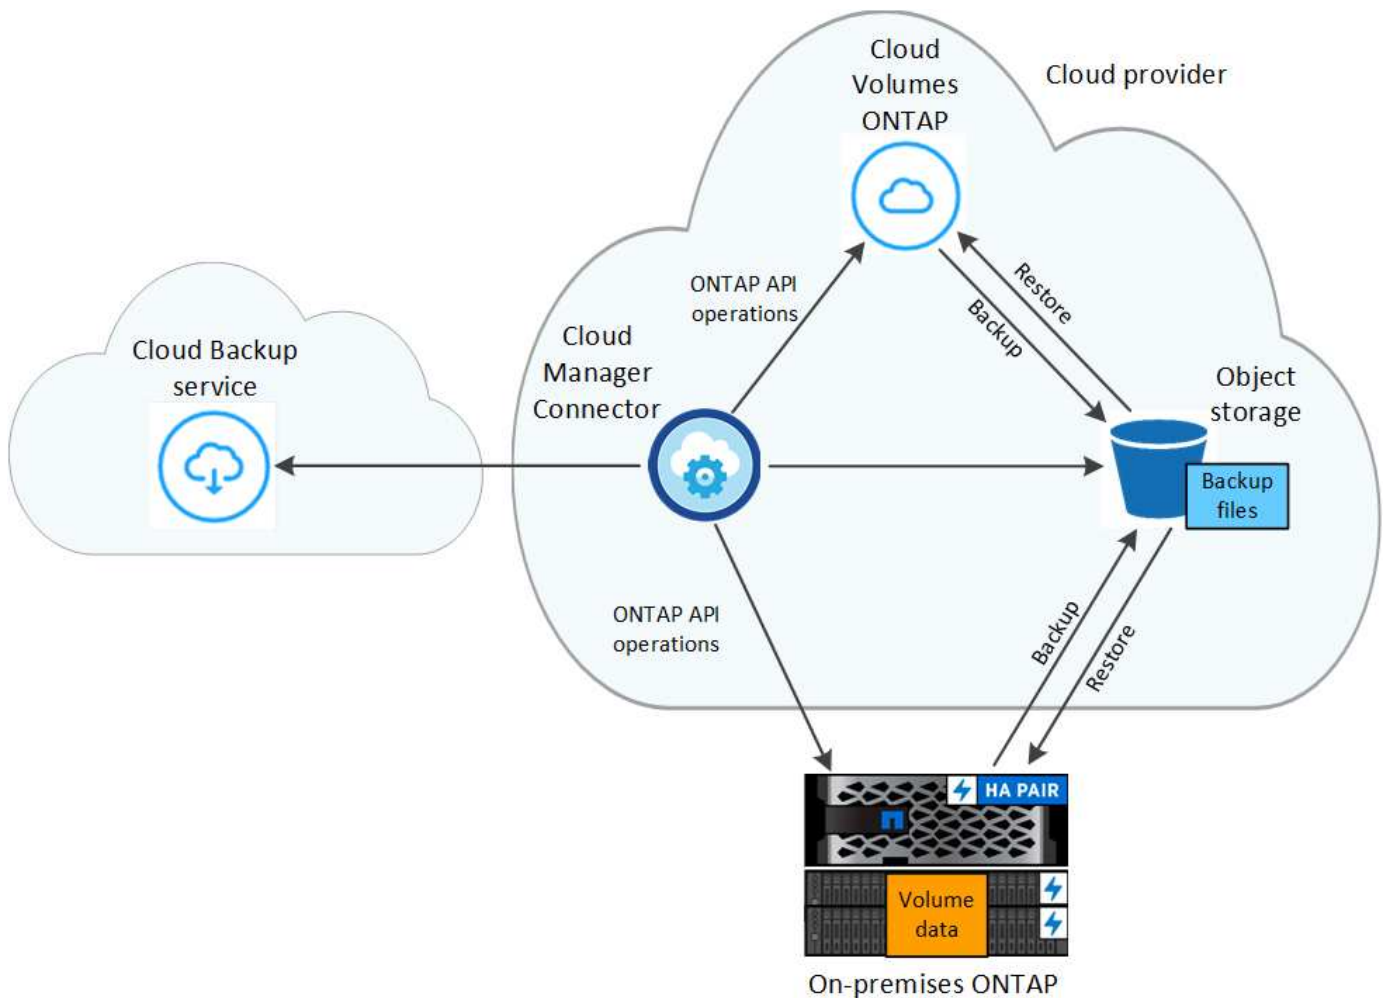 Cloud
Volumes
ONTAP
Cloud provider
ONTAP API
operations
Restore
Backup
Cloud
Manager
Connector
Cloud Backup
service
Object
storage
Backup
files
ONTAP API
operations
Backup
Restore
HA PAIR
Volume
data
On-premises ONTAP